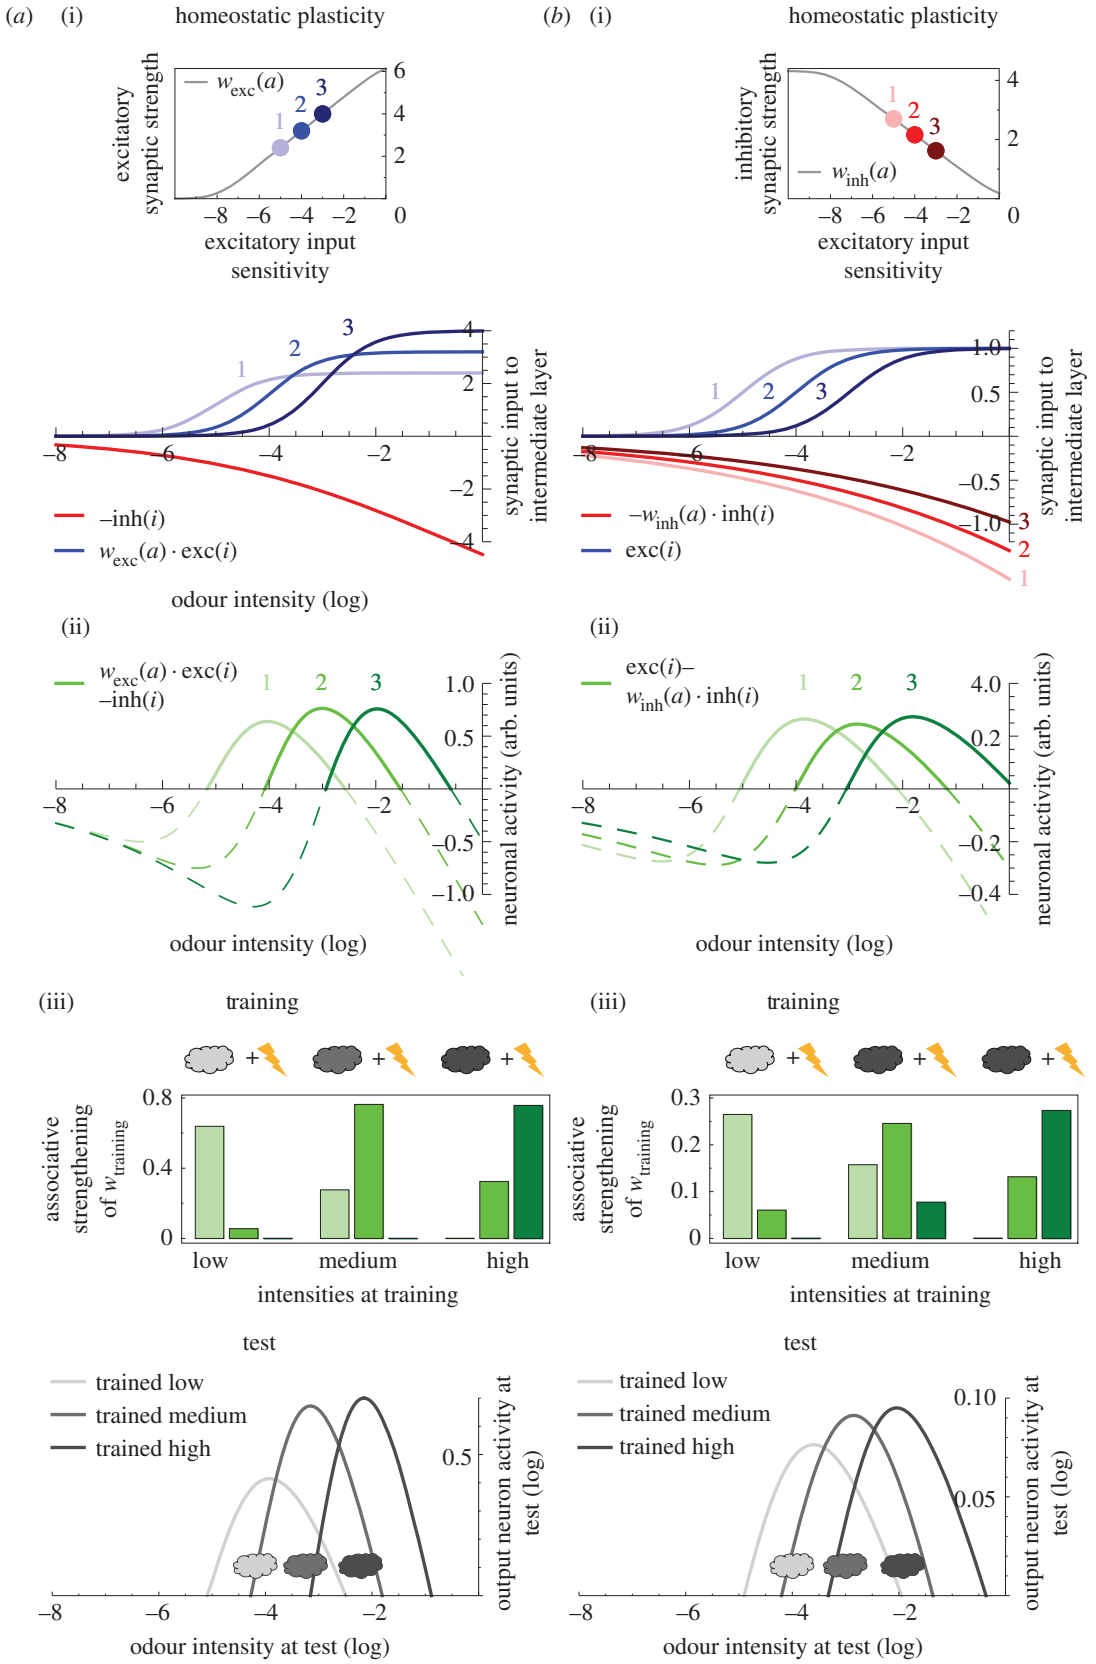 (a) (i) homeostatic plasticity
excitatory
synaptic strength
w_exc(a)
1 2 3
6
4
2
0
−8 −6 −4 −2
excitatory input
sensitivity
1 2 3
4
2
−2
−4
−8 −6 −4 −2
synaptic input to
intermediate layer
−inh(i)
w_exc(a) · exc(i)
odour intensity (log)
(ii)
w_exc(a) · exc(i)
−inh(i)
1 2 3
1.0
0.5
−0.5
−1.0
−8 −6 −4 −2
neuronal activity (arb. units)
odour intensity (log)
(iii) training
+ + +
associative
strengthening
of w_training
0.8
0.4
0
low medium high
intensities at training
test
trained low
trained medium
trained high
0.5
output neuron activity at
test (log)
−8 −6 −4 −2
odour intensity at test (log)
(b) (i) homeostatic plasticity
inhibitory
synaptic strength
1
2
3
w_inh(a)
4
2
0
−8 −6 −4 −2
excitatory input
sensitivity
1 2 3
1.0
0.5
−0.5
−1.0
−8 −6 −4 −2
3
2
1
synaptic input to
intermediate layer
−w_inh(a) · inh(i)
exc(i)
(ii)
exc(i)−
w_inh(a) · inh(i)
1 2 3
4.0
0.2
−0.2
−0.4
−8 −6 −4 −2
neuronal activity (arb. units)
odour intensity (log)
(iii) training
+ + +
associative
strengthening
of w_training
0.3
0.2
0.1
0
low medium high
intensities at training
test
trained low
trained medium
trained high
0.10
0.05
output neuron activity at
test (log)
−8 −6 −4 −2
odour intensity at test (log)